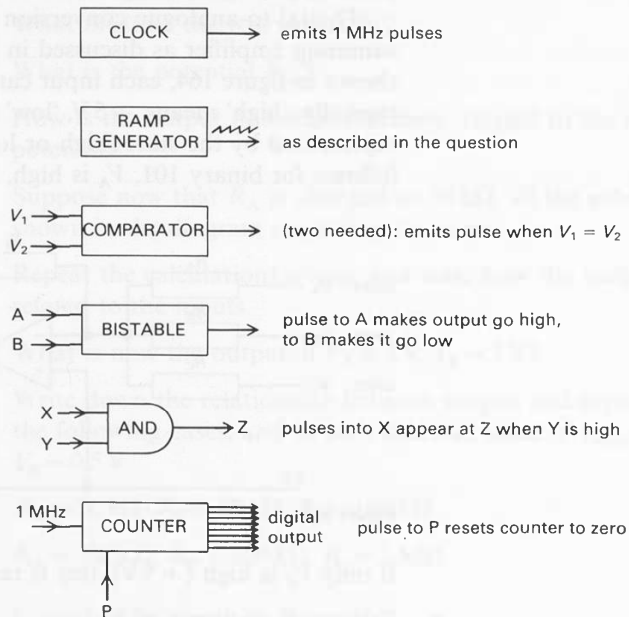 CLOCK
emits 1 MHz pulses
RAMP
GENERATOR
as described in the question
V₁
V₂
COMPARATOR
(two needed): emits pulse when V₁ = V₂
A
B
BISTABLE
pulse to A makes output go high,
to B makes it go low
X
Y
AND
Z
pulses into X appear at Z when Y is high
1 MHz
COUNTER
digital
output
pulse to P resets counter to zero
P